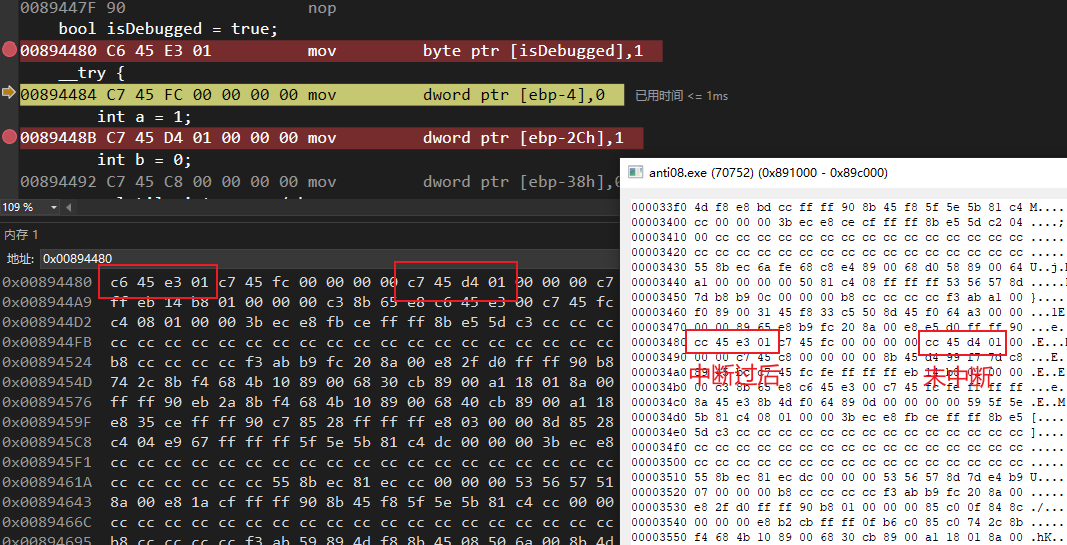 0089447F 90 nop
bool isDebugged = true;
00894480 C6 45 E3 01 mov byte ptr [isDebugged],1
__try {
00894484 C7 45 FC 00 00 00 00 mov dword ptr [ebp-4],0 已用时间 <= 1ms
int a = 1;
0089448B C7 45 D4 01 00 00 00 mov dword ptr [ebp-2Ch],1
int b = 0;
00894492 C7 45 C8 00 00 00 00 mov dword ptr [ebp-38h],0
109 %
内存 1
地址: 0x00894480
0x00894480 c6 45 e3 01 c7 45 fc 00 00 00 00 c7 45 d4 01 00 00 00 c7
0x008944A9 ff eb 14 b8 01 00 00 00 c3 8b 65 e8 c6 45 e3 00 c7 45 fc
0x008944D2 c4 08 01 00 00 3b ec e8 fb ce ff ff 8b e5 5d c3 cc cc cc
0x008944FB cc cc cc cc cc cc cc cc cc cc cc cc cc cc cc cc cc cc cc
0x00894524 b8 cc cc cc cc f3 ab b9 fc 20 8a 00 e8 2f d0 ff ff 90 b8
0x0089454D 74 2c 8b f4 68 4b 10 89 00 68 30 cb 89 00 a1 18 01 8a 00
0x00894576 ff ff 90 eb 2a 8b f4 68 4b 10 89 00 68 40 cb 89 00 a1 18
0x0089459F e8 35 ce ff ff 90 c7 85 28 ff ff ff e8 03 00 00 8d 85 28
0x008945C8 c4 04 e9 67 ff ff ff 5f 5e 5b 81 c4 dc 00 00 00 3b ec e8
0x008945F1 cc cc cc cc cc cc cc cc cc cc cc cc cc cc cc cc cc cc cc
0x0089461A cc cc cc cc cc cc 55 8b ec 81 ec cc 00 00 00 53 56 57 51
0x00894643 8a 00 e8 1a cf ff ff 90 8b 45 f8 5f 5e 5b 81 c4 cc 00 00
0x0089466C cc cc cc cc cc cc cc cc cc cc cc cc cc cc cc cc cc cc cc
0x00894695 b8 cc cc cc cc f3 ab 59 89 4d f8 8b 45 08 50 6a 00 8b 4d
anti08.exe (70752) (0x891000 - 0x89c000)
000033f0 4d f8 e8 bd cc ff ff 90 8b 45 f8 5f 5e 5b 81 c4 M....
00003400 cc 00 00 00 3b ec e8 ce cf ff ff 8b e5 5d c2 04 ....;
00003410 00 cc cc cc cc cc cc cc cc cc cc cc cc cc cc cc .....
00003420 cc cc cc cc cc cc cc cc cc cc cc cc cc cc cc cc .....
00003430 55 8b ec 6a fe 68 c8 e4 89 00 68 d0 58 89 00 64 U..j.h
00003440 a1 00 00 00 00 50 81 c4 08 ff ff ff 53 56 57 8d
00003450 7d b8 b9 0c 00 00 00 b8 cc cc cc cc f3 ab a1 00 }....
00003460 f0 89 00 31 45 f8 33 c5 50 8d 45 f0 64 a3 00 00 ...1E
00003470 00 00 89 65 e8 b9 fc 20 8a 00 e8 e5 d0 ff ff 90 ...e.
00003480 cc 45 e3 01 c7 45 fc 00 00 00 00 cc 45 d4 01 00 .E...
00003490 00 00 c7 45 c8 00 00 00 00 8b 45 d4 99 f7 7d c8 ...E.
中断过后
未中断
000034c0 8a 45 e3 8b 4d f0 64 89 0d 00 00 00 00 59 5f 5e .E..M
000034d0 5b 81 c4 08 01 00 00 3b ec e8 fb ce ff ff 8b e5 [....
000034e0 5d c3 cc cc cc cc cc cc cc cc cc cc cc cc cc cc ]....
000034f0 cc cc cc cc cc cc cc cc cc cc cc cc cc cc cc cc .....
00003500 cc cc cc cc cc cc cc cc cc cc cc cc cc cc cc cc .....
00003510 55 8b ec 81 ec dc 00 00 00 53 56 57 8d 7d e4 b9 U....
00003520 07 00 00 00 b8 cc cc cc cc f3 ab b9 fc 20 8a 00 .....
00003530 e8 2f d0 ff ff 90 b8 01 00 00 00 85 c0 0f 84 8c ./...
00003540 00 00 00 e8 b2 cb ff ff 0f b6 c0 85 c0 74 2c 8b .....
00003550 f4 68 4b 10 89 00 68 30 cb 89 00 a1 18 01 8a 00 .hK..